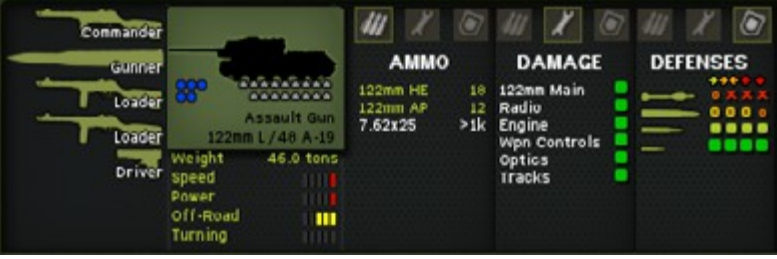 Commander
Gunner
Loader
Loader
Driver
Assault Gun
122mm L/48 A-19
Weight 46.0 tons
Speed
Power
Off-Road
Turning
AMMO
122mm HE 18
122mm AP 12
7.62x25 >1k
DAMAGE
122mm Main
Radio
Engine
Wpn Controls
Optics
Tracks
DEFENSES